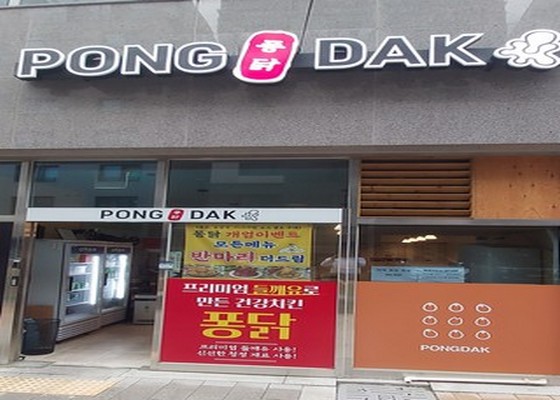 PONG 퐁닭 DAK
PONG 퐁닭 DAK
퐁닭 개업이벤트
모든메뉴
반마리 더드림
프리미엄 들깨유로
만든 건강치킨
퐁닭
프리미엄 들깨유 사용!
신선한 청정 재료 사용!
PONGDAK